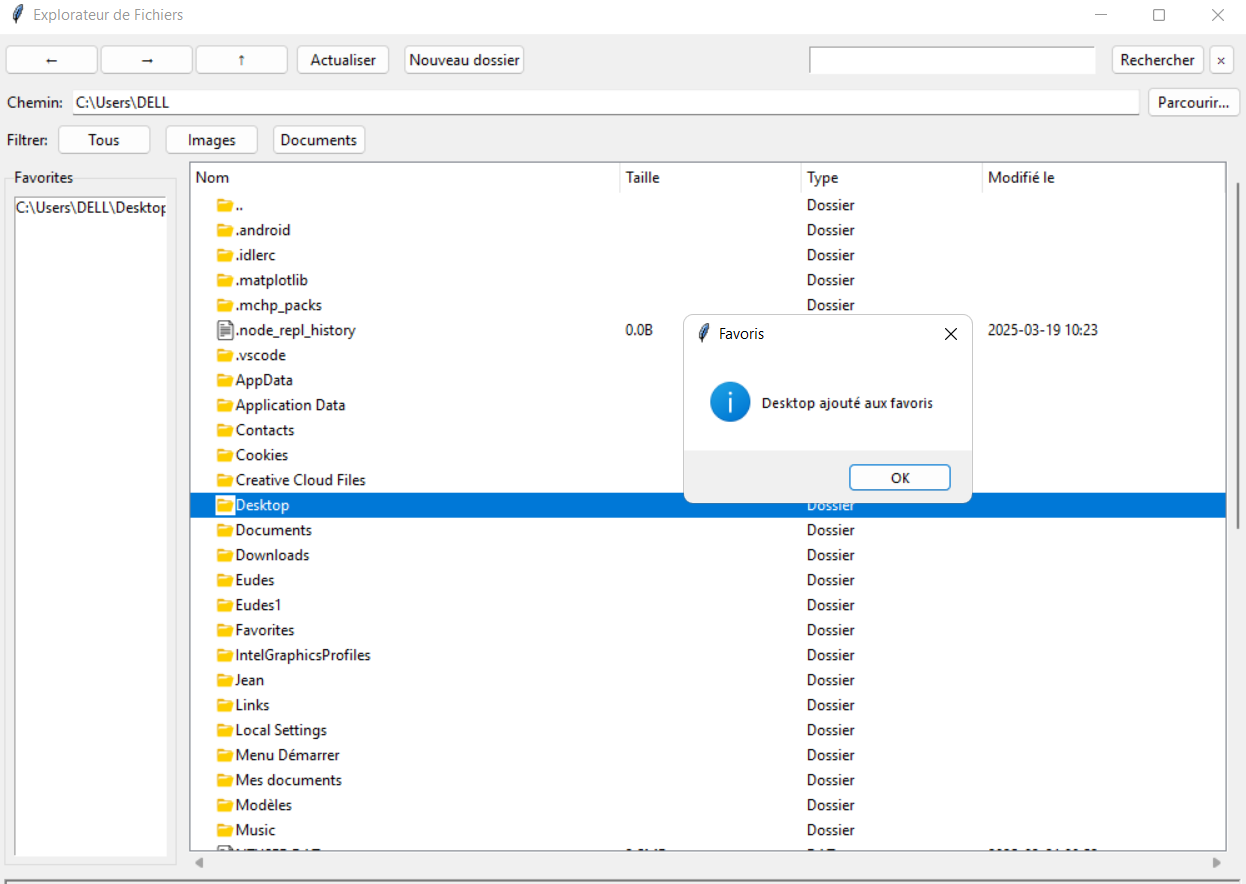 Explorateur de Fichiers
← → ↑ Actualiser Nouveau dossier Rechercher ×
Chemin: C:\Users\DELL Parcourir...
Filtrer: Tous Images Documents
Favorites
C:\Users\DELL\Desktop
Nom Taille Type Modifié le
.. Dossier
.android Dossier
.idlerc Dossier
.matplotlib Dossier
.mchp_packs Dossier
.node_repl_history 0.0B 2025-03-19 10:23
.vscode
AppData
Application Data
Contacts
Cookies
Creative Cloud Files
Desktop Dossier
Documents Dossier
Downloads Dossier
Eudes Dossier
Eudes1 Dossier
Favorites Dossier
IntelGraphicsProfiles Dossier
Jean Dossier
Links Dossier
Local Settings Dossier
Menu Démarrer Dossier
Mes documents Dossier
Modèles Dossier
Music Dossier
Favoris
Desktop ajouté aux favoris
OK